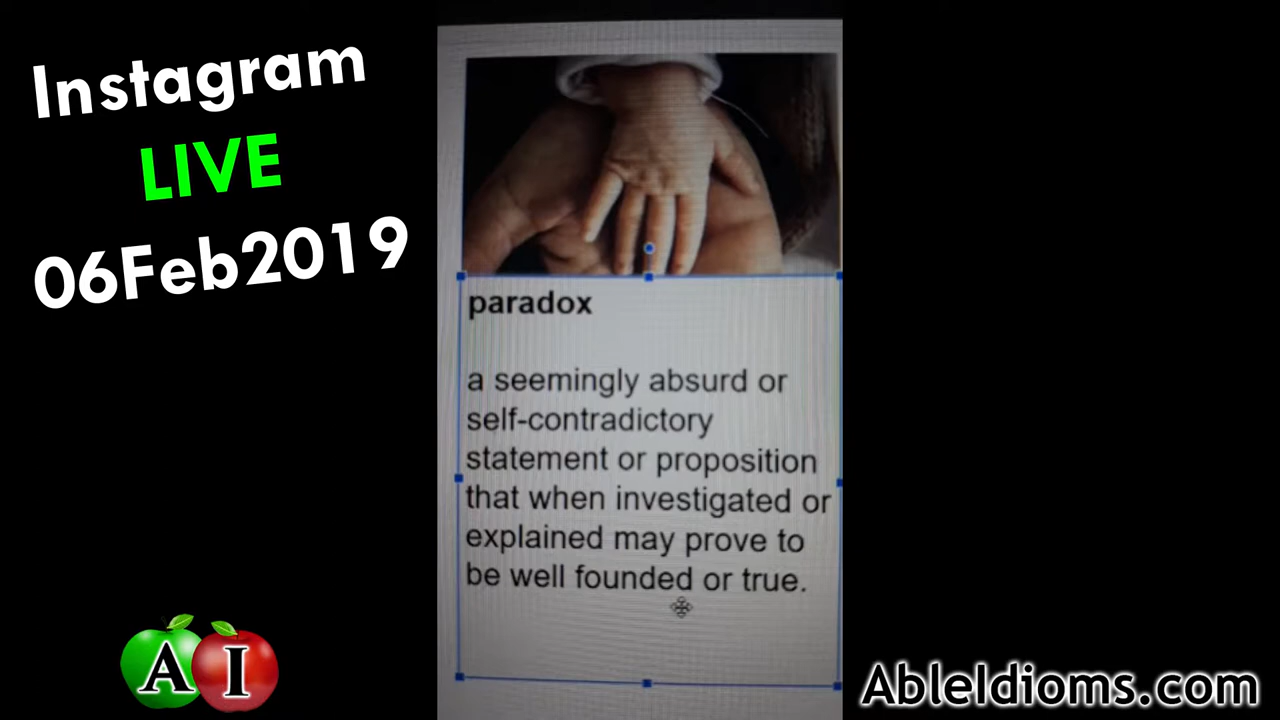 Instagram
LIVE
06Feb2019
paradox
a seemingly absurd or
self-contradictory
statement or proposition
that when investigated or
explained may prove to
be well founded or true.
A I
AbleIdioms.com